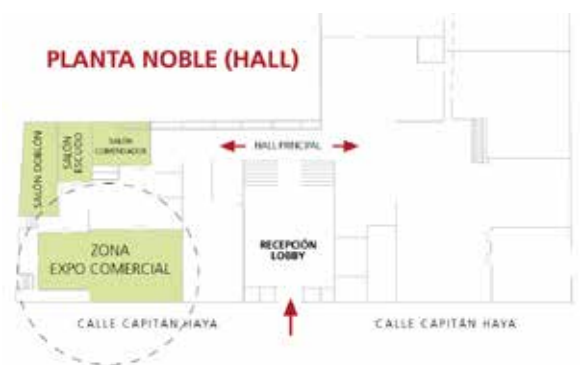 PLANTA NOBLE (HALL)
SALÓN DOBLÓN
SALÓN
ESCUDO
SALÓN
COMENDADOR
HALL PRINCIPAL
ZONA
EXPO COMERCIAL
RECEPCIÓN
LOBBY
CALLE CAPITÁN HAYA
CALLE CAPITÁN HAYA